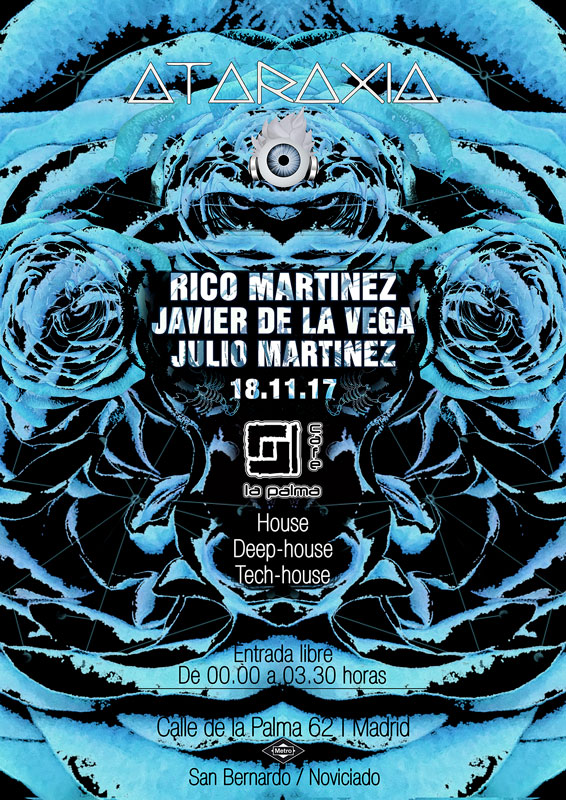 ATARAXIA
RICO MARTINEZ
JAVIER DE LA VEGA
JULIO MARTINEZ
18.11.17
café
la palma
House
Deep-house
Tech-house
Entrada libre
De 00.00 a 03.30 horas
Calle de la Palma 62 | Madrid
Metro
San Bernardo / Noviciado